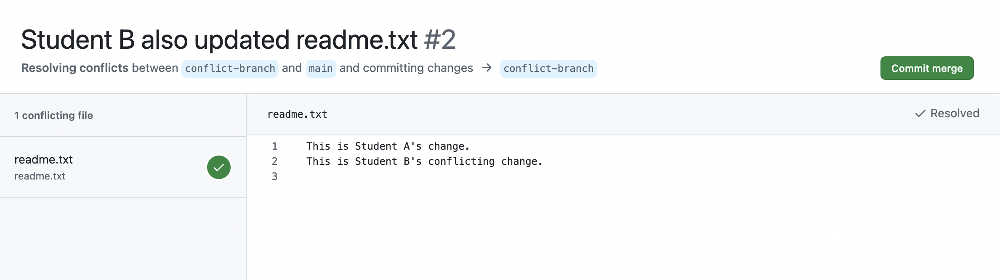 Student B also updated readme.txt #2
Resolving conflicts between conflict-branch and main and committing changes → conflict-branch
Commit merge
1 conflicting file
readme.txt
readme.txt
readme.txt
Resolved
1 This is Student A's change.
2 This is Student B's conflicting change.
3